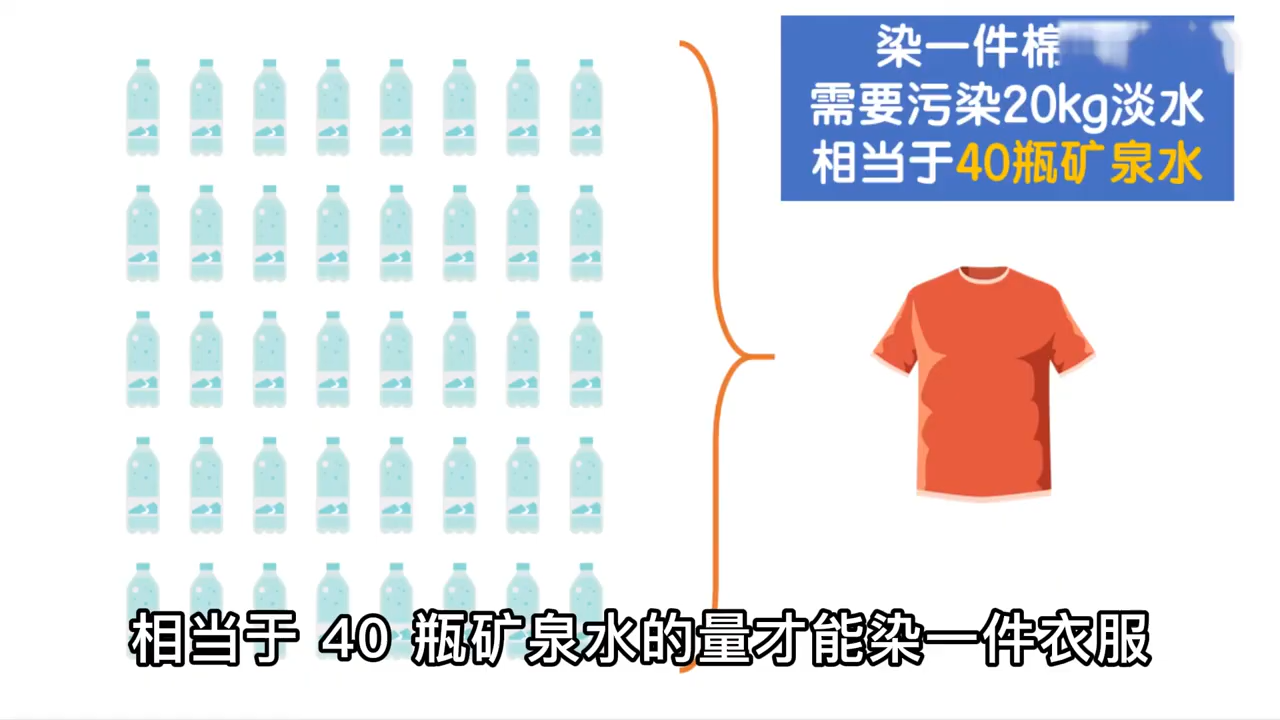 染一件棉
需要污染20kg淡水
相当于40瓶矿泉水
相当于 40 瓶矿泉水的量才能染一件衣服